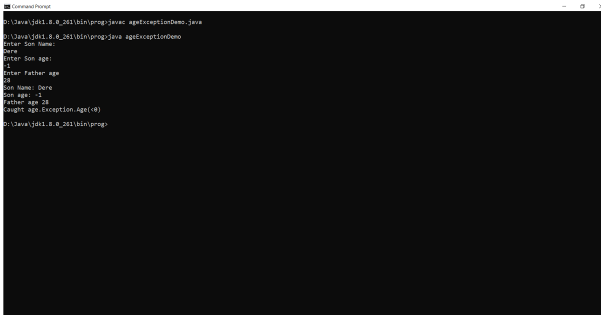 Command Prompt
D:\Java\jdk1.8.0_261\bin\prog>javac ageExceptionDemo.java
D:\Java\jdk1.8.0_261\bin\prog>java ageExceptionDemo
Enter Son Name:
Dere
Enter Son age:
-1
Enter Father age
28
Son Name: Dere
Son age: -1
Father age 28
Caught age.Exception.Age(<0)
D:\Java\jdk1.8.0_261\bin\prog>